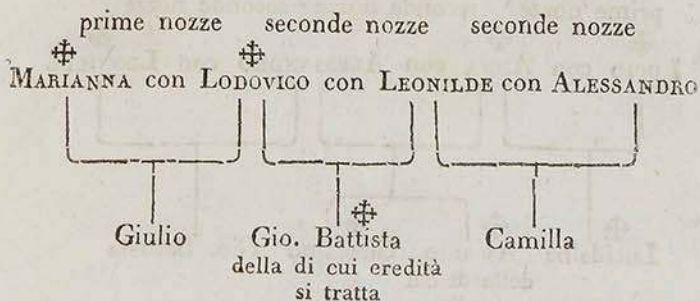 prime nozze seconde nozze seconde nozze
MARIANNA con LODOVICO con LEONILDE con ALESSANDRO
Giulio Gio. Battista Camilla
della di cui eredità
si tratta